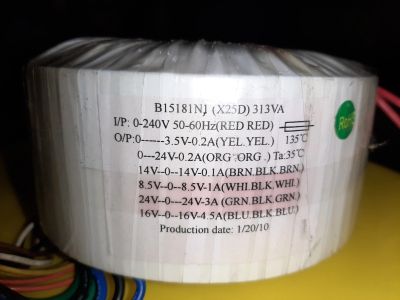 B15181N1 (X25D) 313VA
I/P: 0-240V 50-60Hz(RED RED)
O/P:0------3.5V-0.2A(YEL.YEL.) 135℃
0---24V-0.2A(ORG .ORG .) Ta:35℃
14V--0---14V-0.1A(BRN.BLK.BRN.)
8.5V--0---8.5V-1A(WHI.BLK.WHI.)
24V--0---24V-3A (GRN.BLK.GRN.)
16V--0--16V-4.5A(BLU.BLK.BLU.)
Production date: 1/20/10